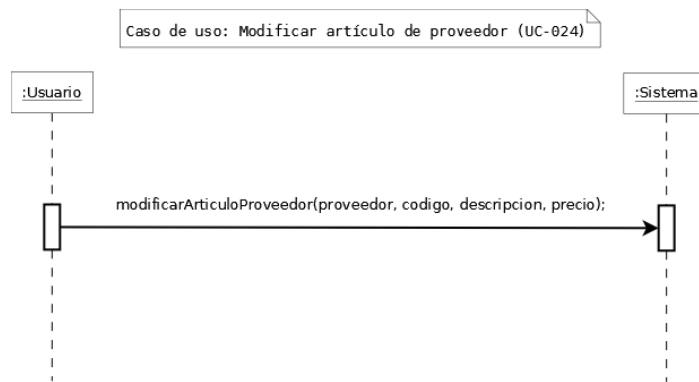 Caso de uso: Modificar artículo de proveedor (UC-024)
:Usuario
:Sistema
modificarArticuloProveedor(proveedor, codigo, descripcion, precio);